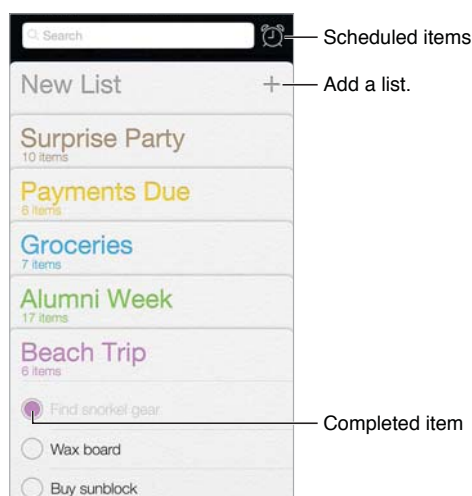 Search
Scheduled items
New List
Add a list.
Surprise Party
10 items
Payments Due
6 items
Groceries
7 items
Alumni Week
17 items
Beach Trip
6 items
Find snorkel gear
Completed item
Wax board
Buy sunblock